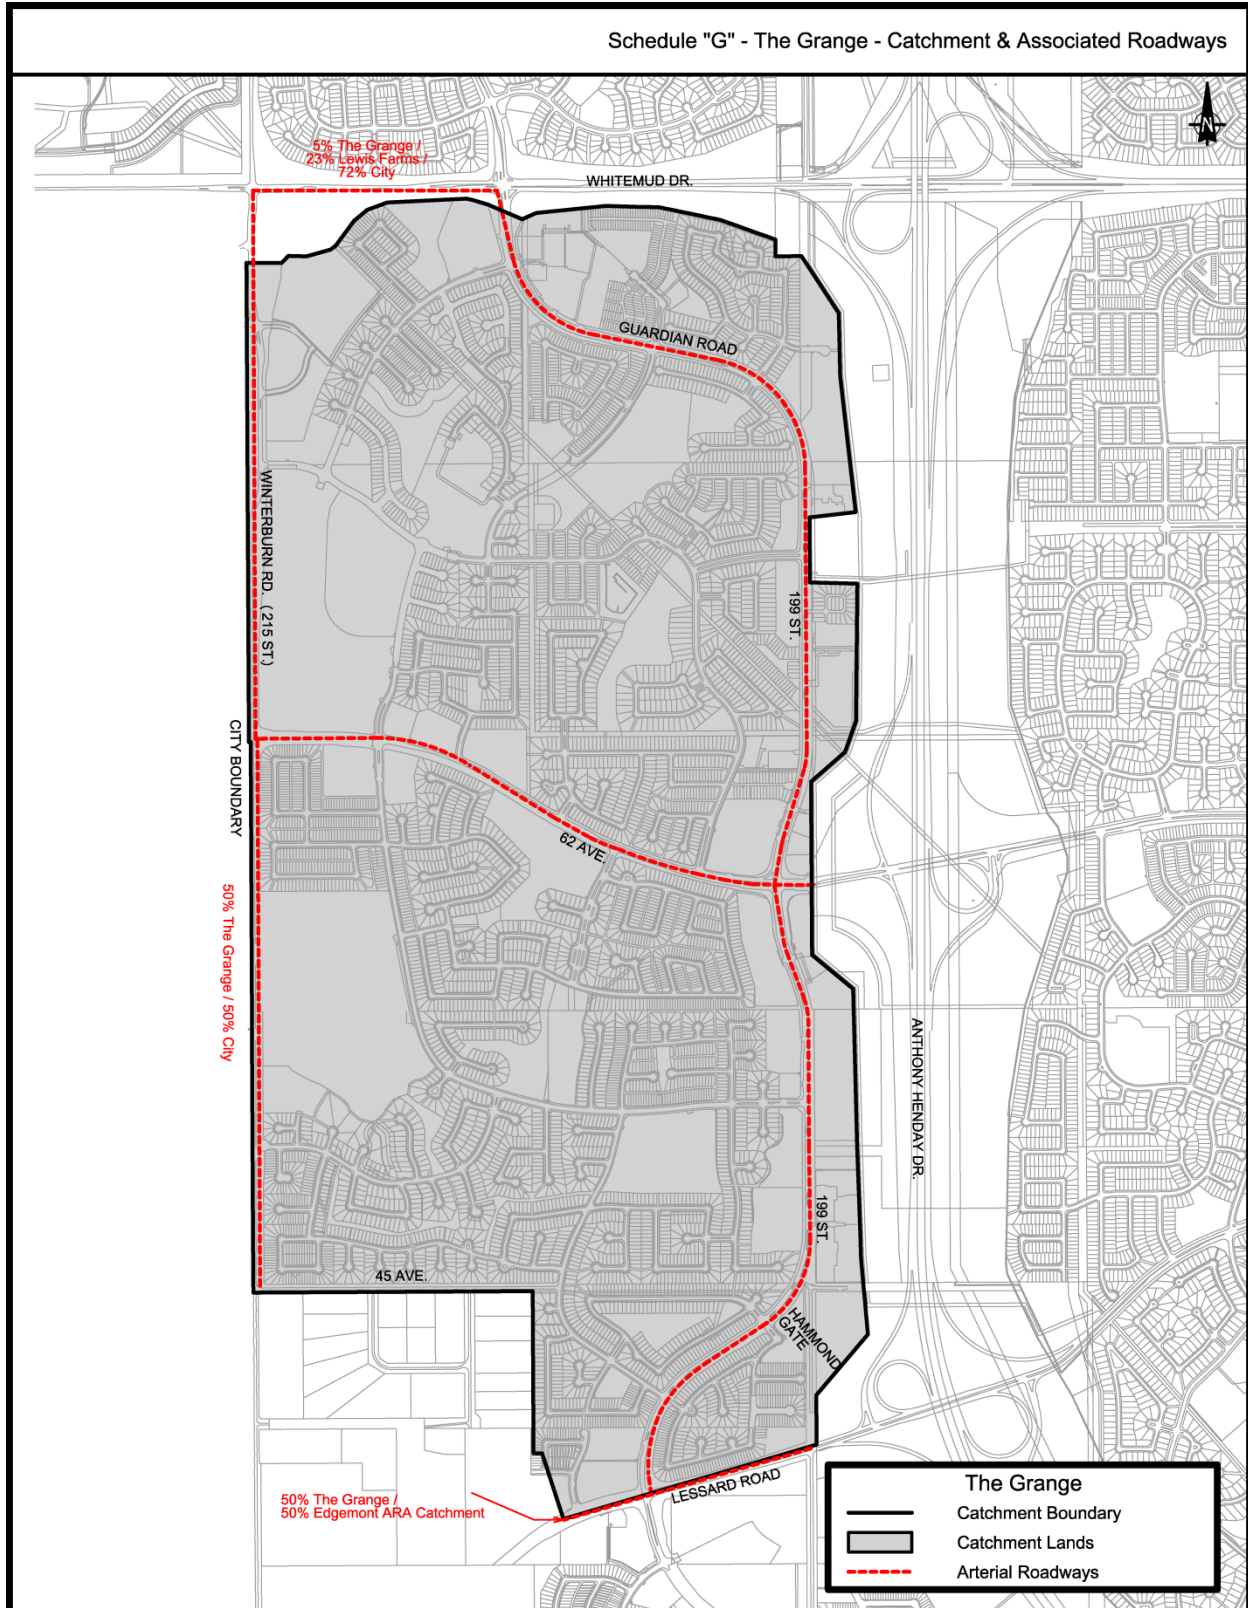 Schedule "G" - The Grange - Catchment & Associated Roadways
N
5% The Grange /
23% Lewis Farms /
72% City
WHITEMUD DR.
GUARDIAN ROAD
WINTERBURN RD. (215 ST.)
199 ST.
CITY BOUNDARY
62 AVE.
50% The Grange / 50% City
ANTHONY HENDAY DR.
199 ST.
45 AVE.
HAMMOND
GATE
LESSARD ROAD
50% The Grange /
50% Edgemont ARA Catchment
The Grange
Catchment Boundary
Catchment Lands
Arterial Roadways